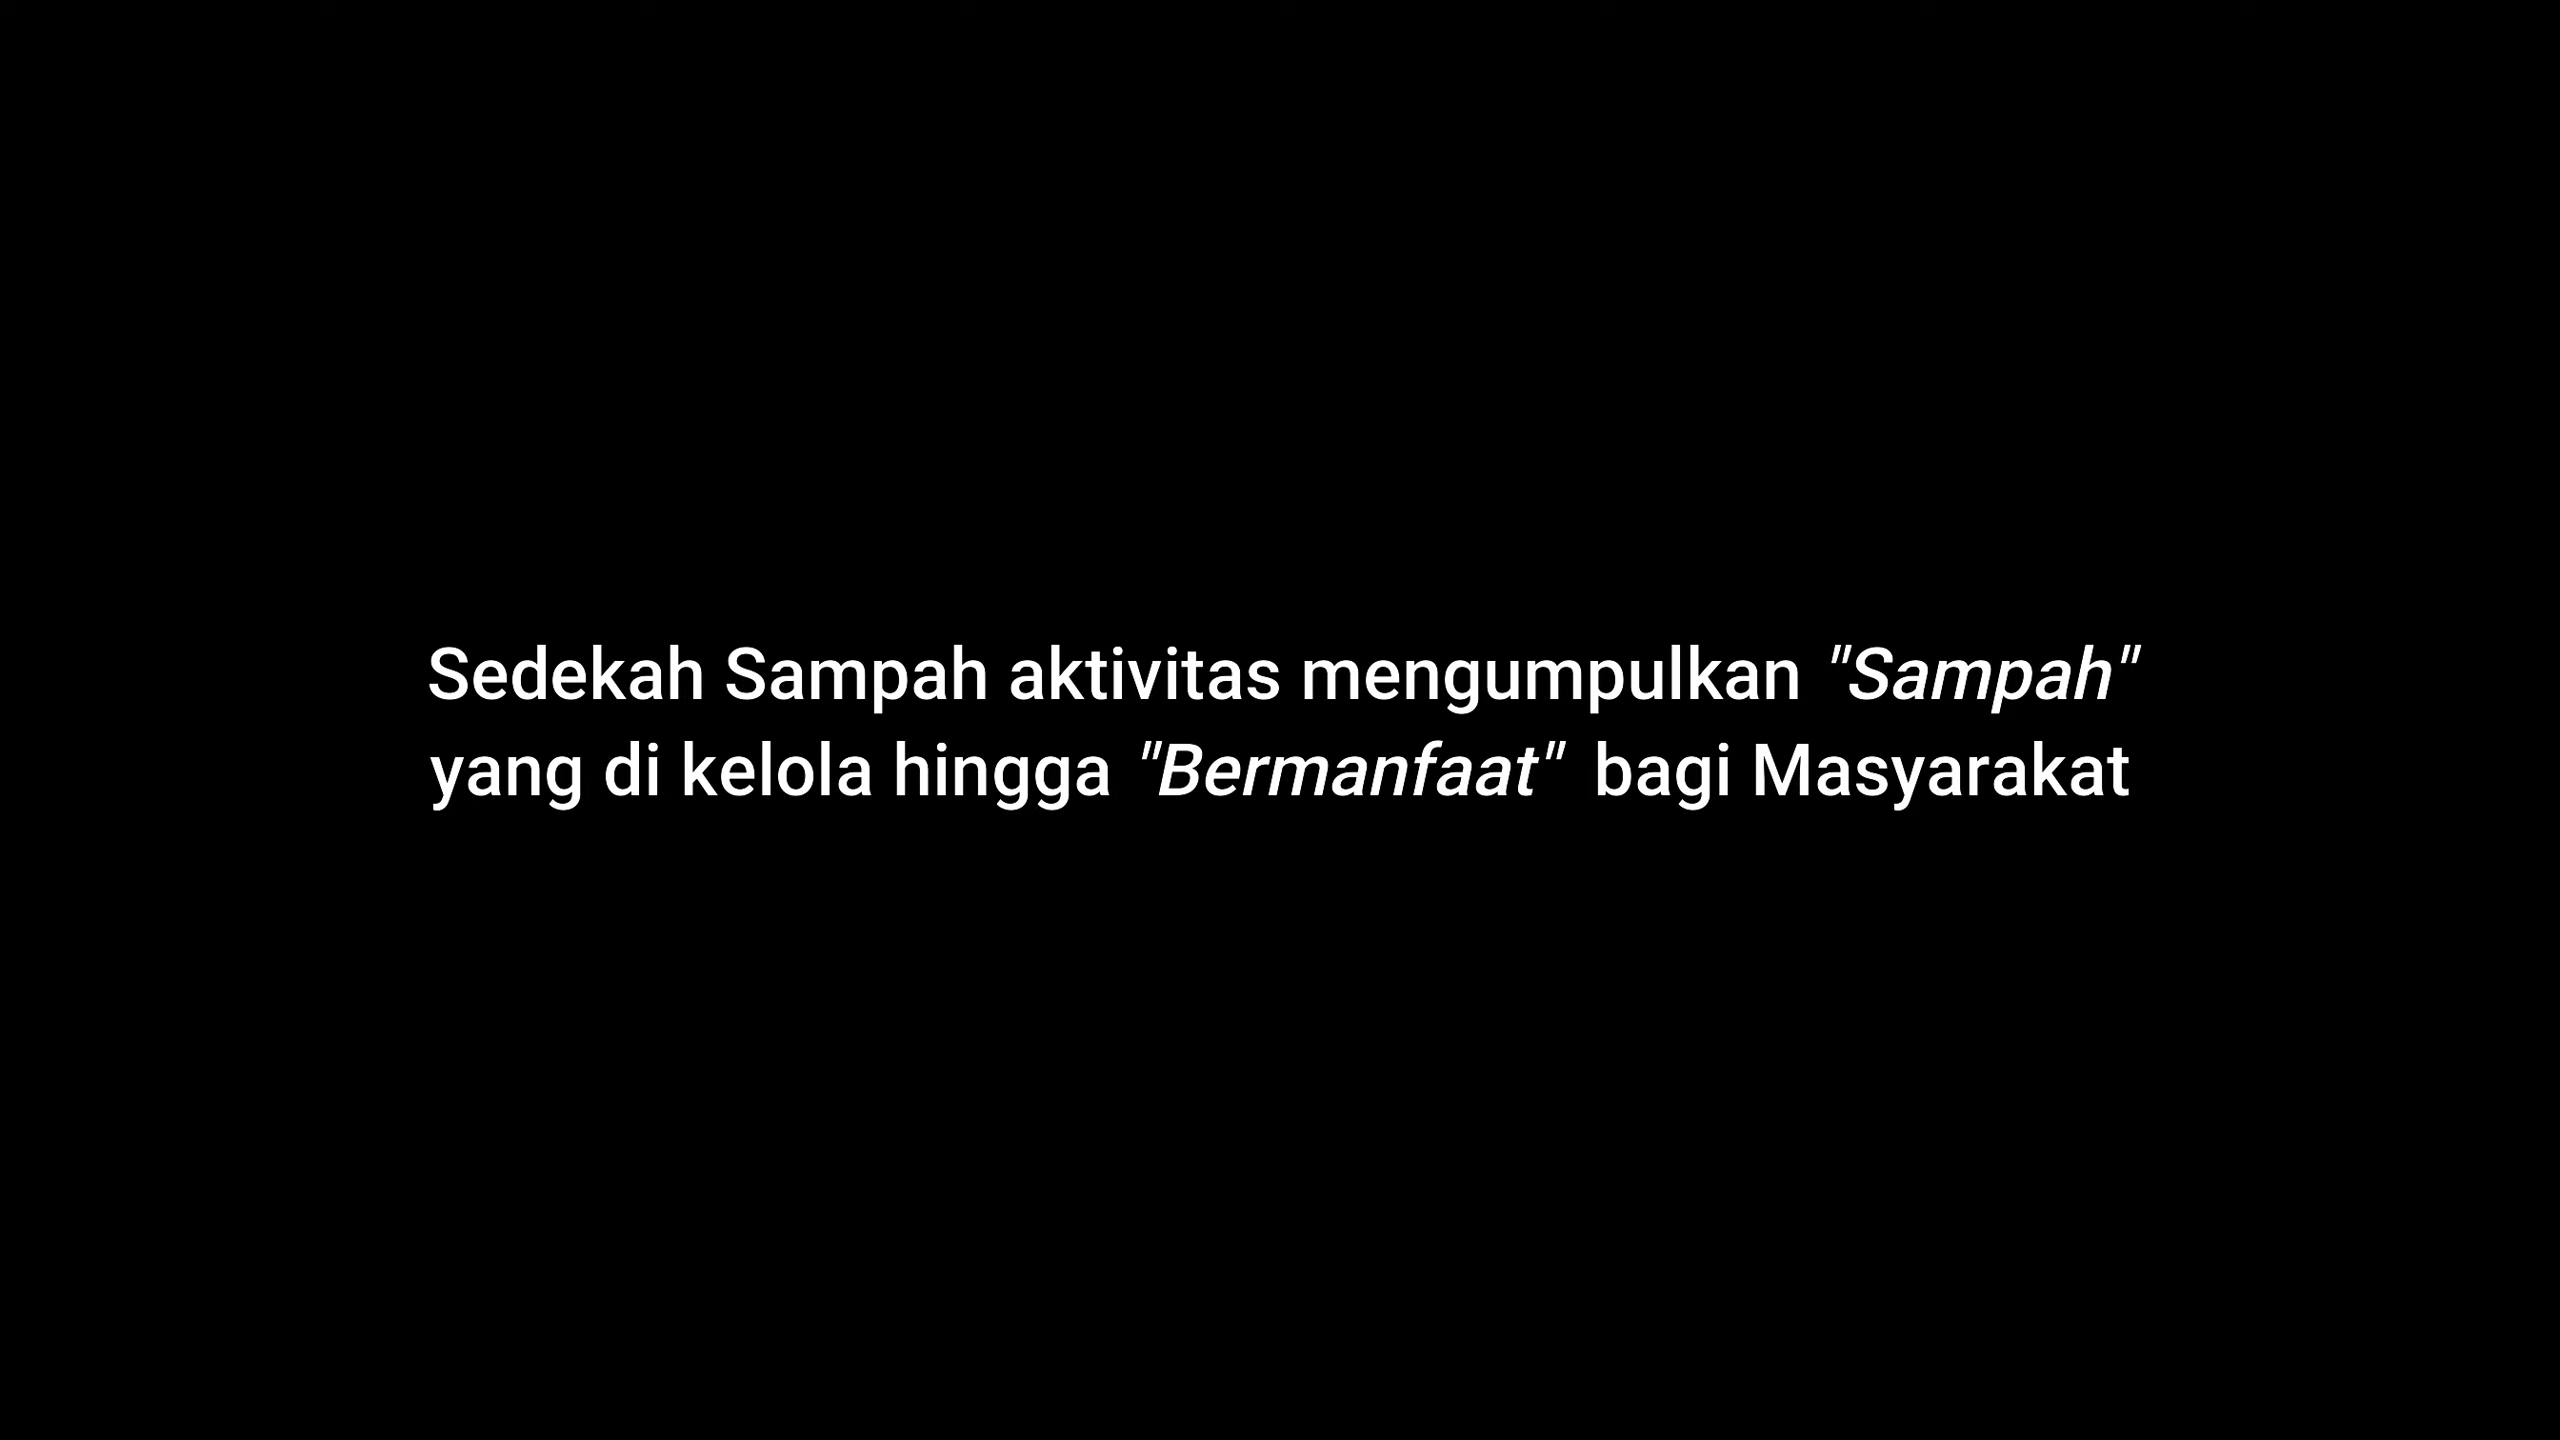 Sedekah Sampah aktivitas mengumpulkan "Sampah"
yang di kelola hingga "Bermanfaat" bagi Masyarakat